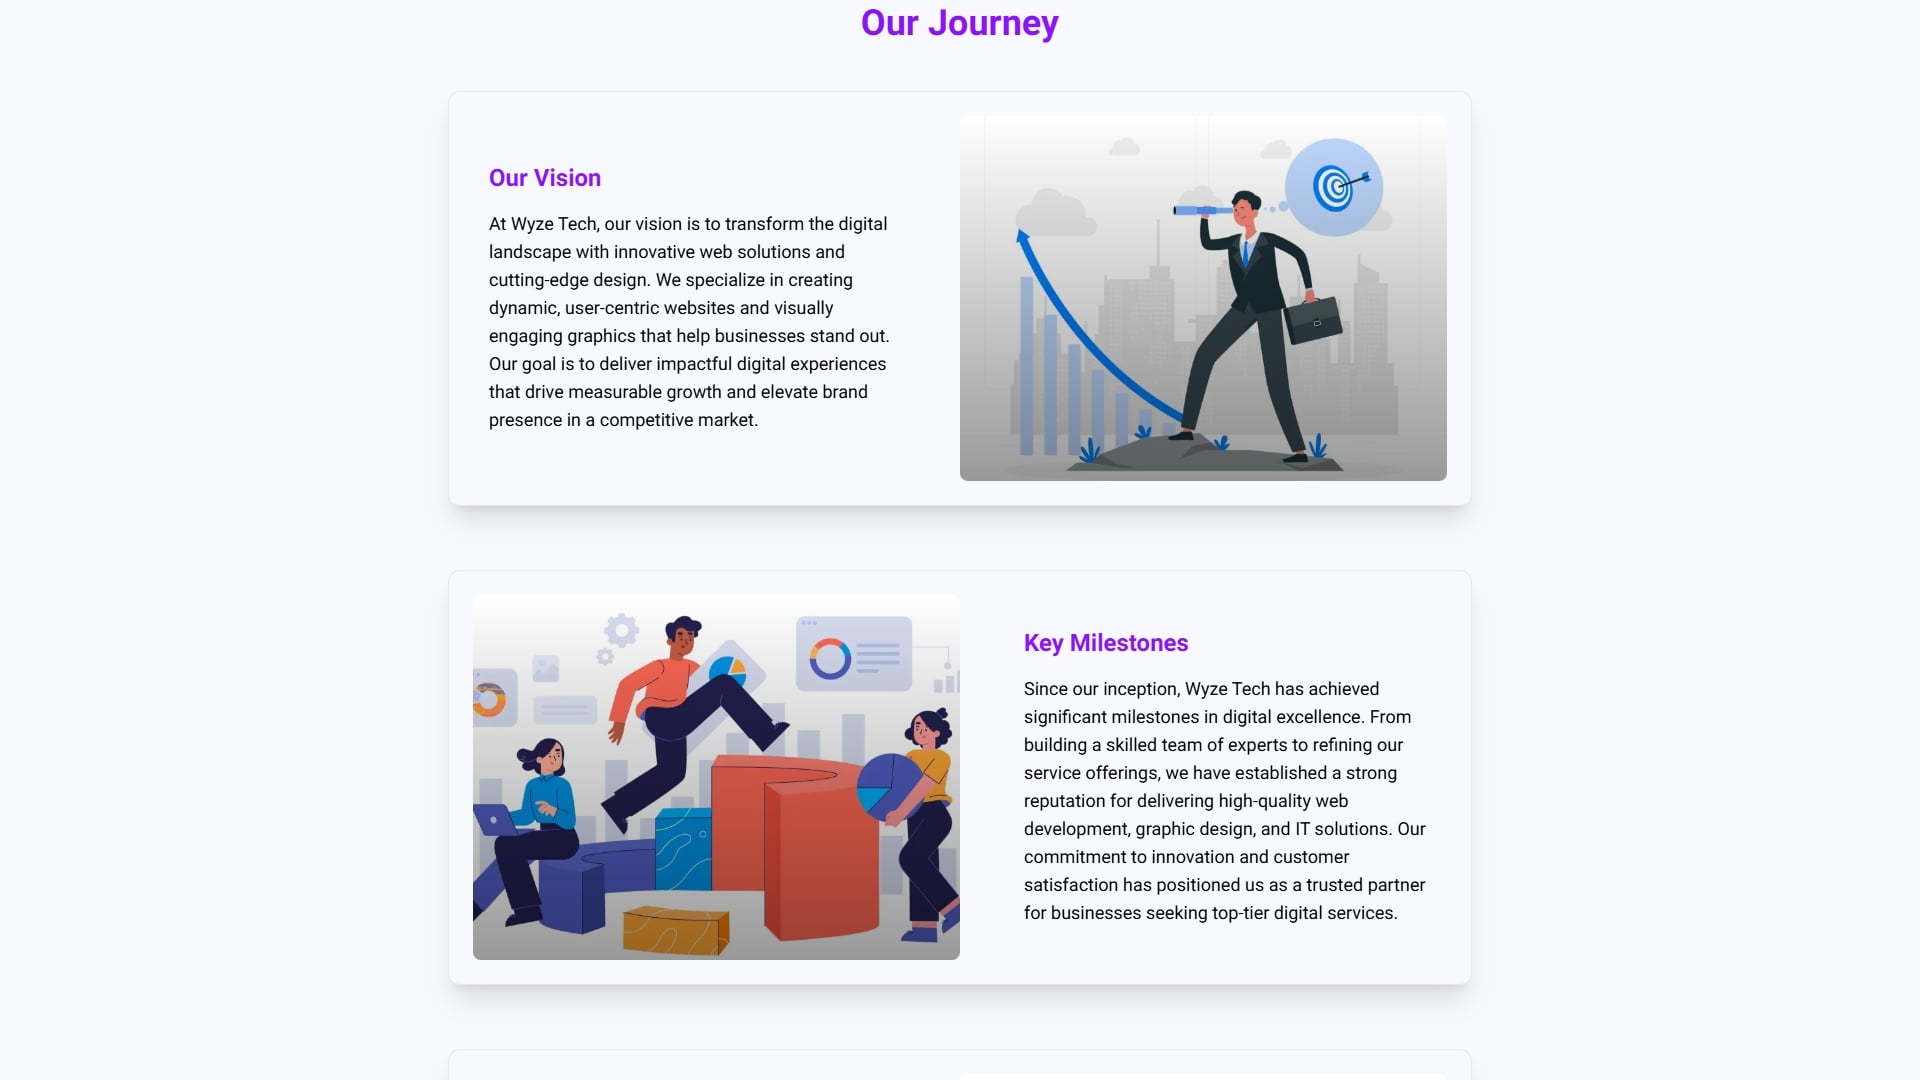 Our Journey
Our Vision
At Wyze Tech, our vision is to transform the digital
landscape with innovative web solutions and
cutting-edge design. We specialize in creating
dynamic, user-centric websites and visually
engaging graphics that help businesses stand out.
Our goal is to deliver impactful digital experiences
that drive measurable growth and elevate brand
presence in a competitive market.
Key Milestones
Since our inception, Wyze Tech has achieved
significant milestones in digital excellence. From
building a skilled team of experts to refining our
service offerings, we have established a strong
reputation for delivering high-quality web
development, graphic design, and IT solutions. Our
commitment to innovation and customer
satisfaction has positioned us as a trusted partner
for businesses seeking top-tier digital services.